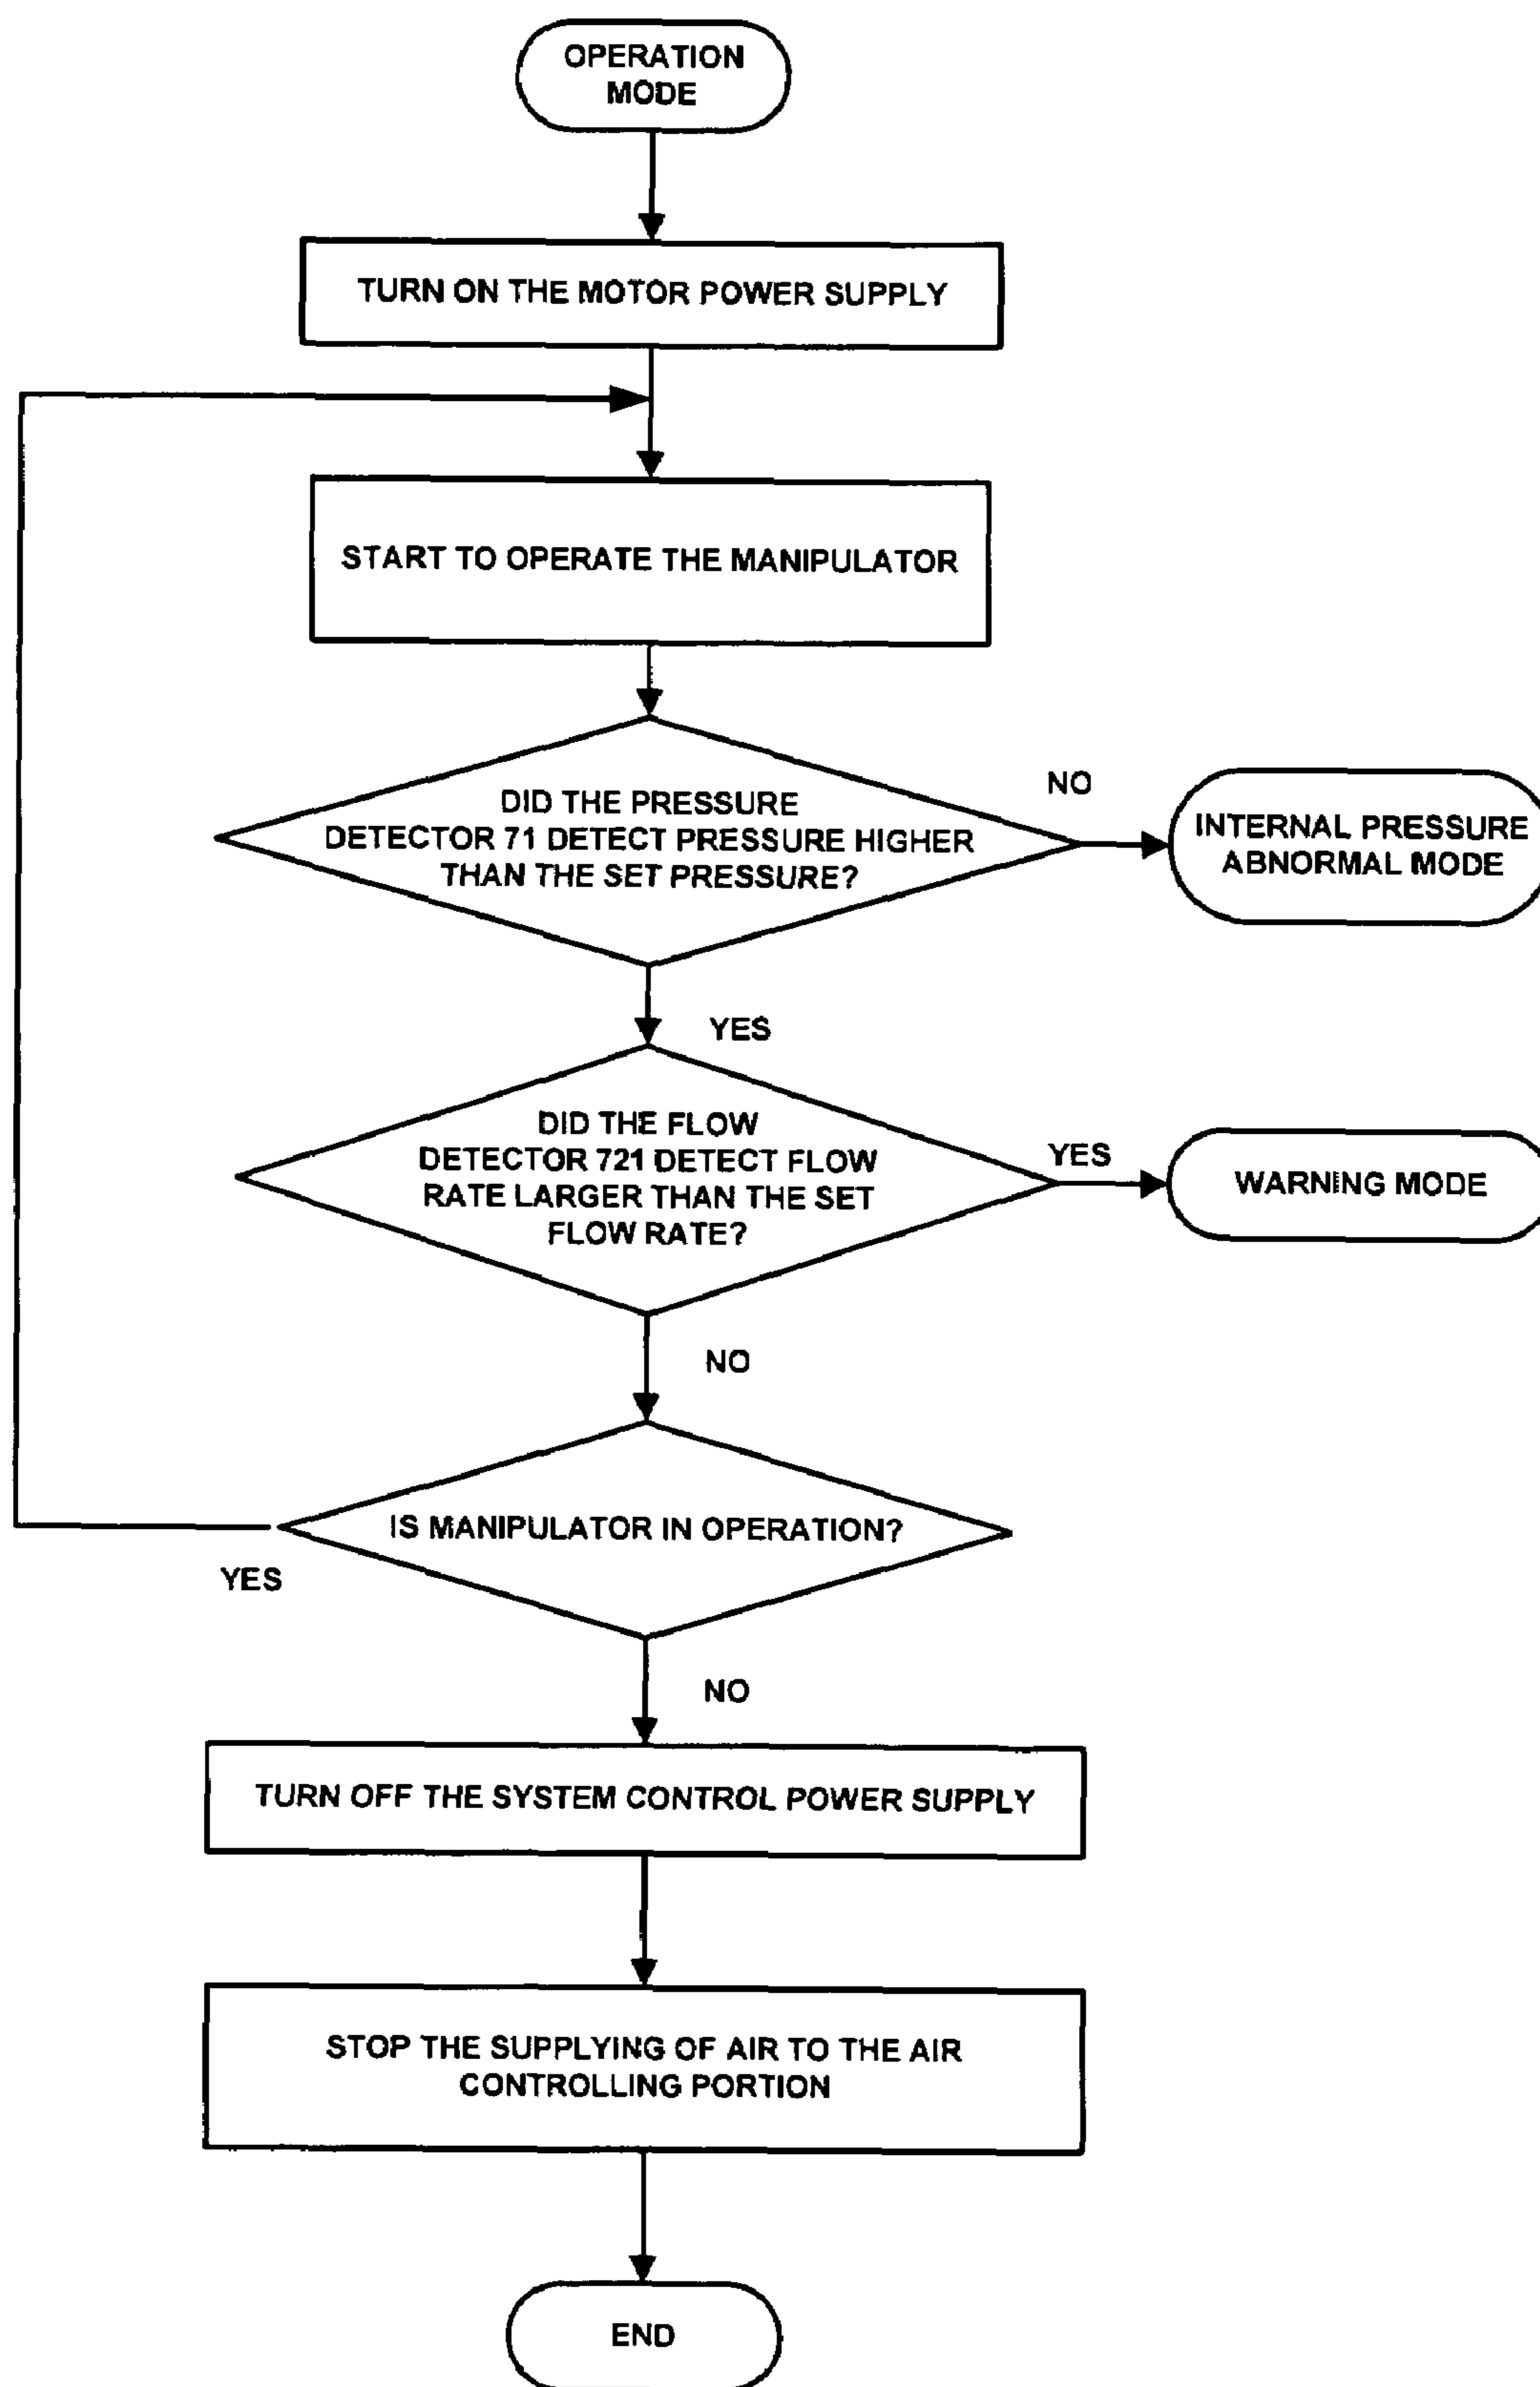 OPERATION
MODE
TURN ON THE MOTOR POWER SUPPLY
START TO OPERATE THE MANIPULATOR
DID THE PRESSURE
DETECTOR 71 DETECT PRESSURE HIGHER
THAN THE SET PRESSURE?
NO
INTERNAL PRESSURE
ABNORMAL MODE
YES
DID THE FLOW
DETECTOR 721 DETECT FLOW
RATE LARGER THAN THE SET
FLOW RATE?
YES
WARNING MODE
NO
IS MANIPULATOR IN OPERATION?
YES
NO
TURN OFF THE SYSTEM CONTROL POWER SUPPLY
STOP THE SUPPLYING OF AIR TO THE AIR
CONTROLLING PORTION
END